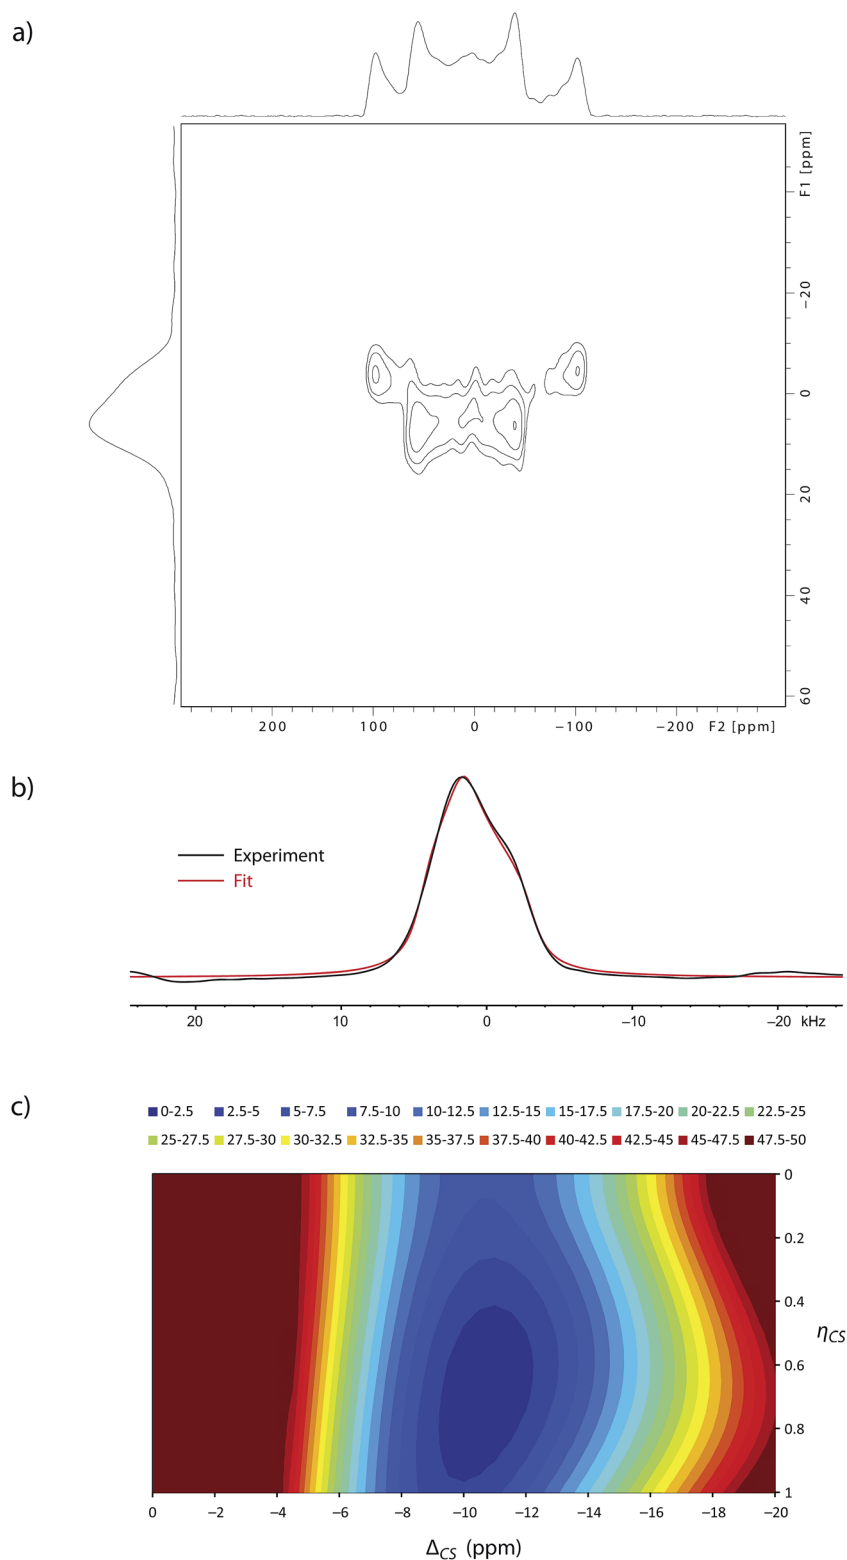 a)
F1 [ppm]
−20
0
20
40
60
200 100 0 −100 −200 F2 [ppm]
b)
Experiment
Fit
20 10 0 −10 −20 kHz
c)
0-2.5 2.5-5 5-7.5 7.5-10 10-12.5 12.5-15 15-17.5 17.5-20 20-22.5 22.5-25
25-27.5 27.5-30 30-32.5 32.5-35 35-37.5 37.5-40 40-42.5 42.5-45 45-47.5 47.5-50
0
0.2
0.4
η_CS
0.6
0.8
1
0 −2 −4 −6 −8 −10 −12 −14 −16 −18 −20
Δ_CS (ppm)